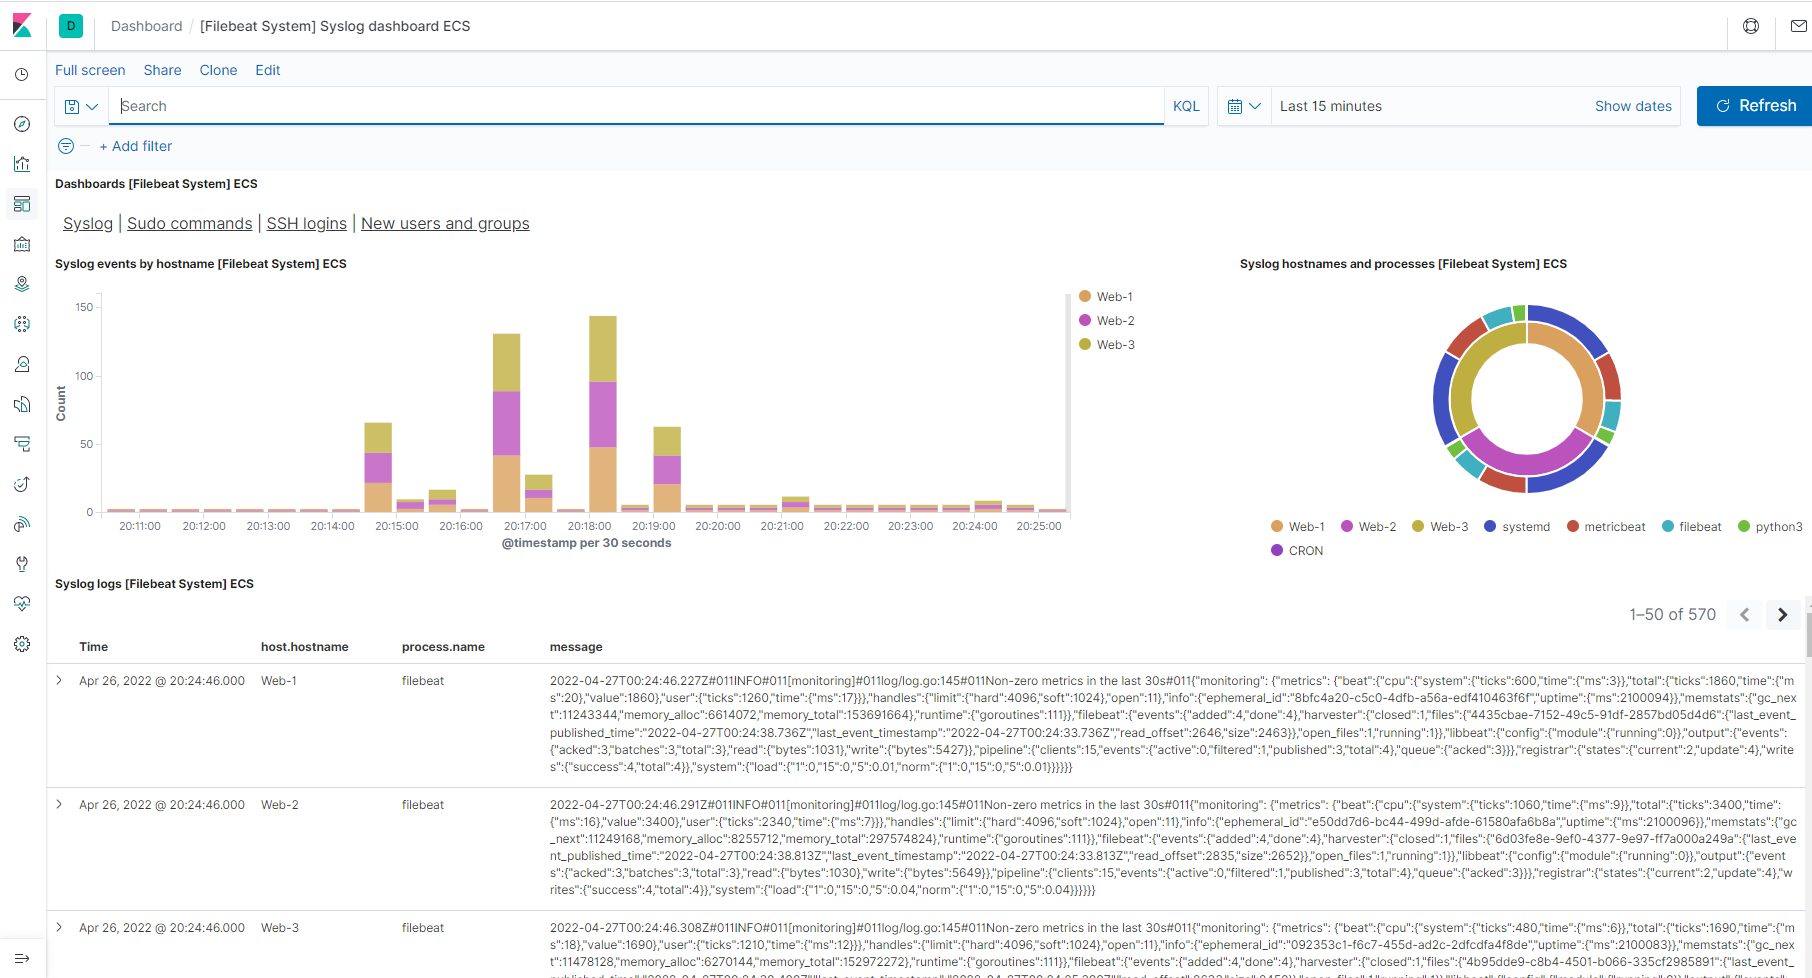 D Dashboard / [Filebeat System] Syslog dashboard ECS
Full screen Share Clone Edit
Search KQL Last 15 minutes Show dates Refresh
+ Add filter
Dashboards [Filebeat System] ECS
Syslog | Sudo commands | SSH logins | New users and groups
Syslog events by hostname [Filebeat System] ECS
150
100
50
0
Count
20:11:00 20:12:00 20:13:00 20:14:00 20:15:00 20:16:00 20:17:00 20:18:00 20:19:00 20:20:00 20:21:00 20:22:00 20:23:00 20:24:00 20:25:00
@timestamp per 30 seconds
Web-1
Web-2
Web-3
Syslog hostnames and processes [Filebeat System] ECS
Web-1 Web-2 Web-3 systemd metricbeat filebeat python3
CRON
Syslog logs [Filebeat System] ECS
1–50 of 570
Time host.hostname process.name message
Apr 26, 2022 @ 20:24:46.000 Web-1 filebeat 2022-04-27T00:24:46.227Z#011INFO#011[monitoring]#011log/log.go:145#011Non-zero metrics in the last 30s#011{"monitoring": {"metrics": {"beat":{"cpu":{"system":{"ticks":600,"time":{"ms":3}},"total":{"ticks":1860,"time":{"m
s":20},"value":1860},"user":{"ticks":1260,"time":{"ms":17}}},"handles":{"limit":{"hard":4096,"soft":1024},"open":11},"info":{"ephemeral_id":"8bfc4a20-c5c0-4dfb-a56a-edf410463f6f","uptime":{"ms":2100094}},"memstats":{"gc_ne
xt":11243344,"memory_alloc":6614072,"memory_total":153691664},"runtime":{"goroutines":111}},"filebeat":{"events":{"added":4,"done":4},"harvester":{"closed":1,"files":{"4435cbae-7152-49c5-91df-2857bd05d4d6":{"last_event_
published_time":"2022-04-27T00:24:38.736Z","last_event_timestamp":"2022-04-27T00:24:33.736Z","read_offset":2646,"size":2463}},"open_files":1,"running":1}},"libbeat":{"config":{"module":{"running":0}},"output":{"events":
{"acked":3,"batches":3,"total":3},"read":{"bytes":1031},"write":{"bytes":5427}},"pipeline":{"clients":15,"events":{"active":0,"filtered":1,"published":3,"total":4},"queue":{"acked":3}}},"registrar":{"states":{"current":2,"update":4},"write
s":{"success":4,"total":4}},"system":{"load":{"1":0,"15":0,"5":0.01,"norm":{"1":0,"15":0,"5":0.01}}}}}}
Apr 26, 2022 @ 20:24:46.000 Web-2 filebeat 2022-04-27T00:24:46.291Z#011INFO#011[monitoring]#011log/log.go:145#011Non-zero metrics in the last 30s#011{"monitoring": {"metrics": {"beat":{"cpu":{"system":{"ticks":1060,"time":{"ms":9}},"total":{"ticks":3400,"time":
{"ms":16},"value":3400},"user":{"ticks":2340,"time":{"ms":7}}},"handles":{"limit":{"hard":4096,"soft":1024},"open":11},"info":{"ephemeral_id":"e50dd7d6-bc44-499d-afde-61580afa6b8a","uptime":{"ms":2100096}},"memstats":{"gc
_next":11249168,"memory_alloc":8255712,"memory_total":297574824},"runtime":{"goroutines":111}},"filebeat":{"events":{"added":4,"done":4},"harvester":{"closed":1,"files":{"6d03fe8e-9ef0-4377-9e97-ff7a000a249a":{"last_eve
nt_published_time":"2022-04-27T00:24:38.813Z","last_event_timestamp":"2022-04-27T00:24:33.813Z","read_offset":2835,"size":2652}},"open_files":1,"running":1}},"libbeat":{"config":{"module":{"running":0}},"output":{"events"
:{"acked":3,"batches":3,"total":3},"read":{"bytes":1030},"write":{"bytes":5649}},"pipeline":{"clients":15,"events":{"active":0,"filtered":1,"published":3,"total":4},"queue":{"acked":3}}},"registrar":{"states":{"current":2,"update":4},"w
rites":{"success":4,"total":4}},"system":{"load":{"1":0,"15":0,"5":0.04,"norm":{"1":0,"15":0,"5":0.04}}}}}}
Apr 26, 2022 @ 20:24:46.000 Web-3 filebeat 2022-04-27T00:24:46.308Z#011INFO#011[monitoring]#011log/log.go:145#011Non-zero metrics in the last 30s#011{"monitoring": {"metrics": {"beat":{"cpu":{"system":{"ticks":480,"time":{"ms":6}},"total":{"ticks":1690,"time":{"m
s":18},"value":1690},"user":{"ticks":1210,"time":{"ms":12}}},"handles":{"limit":{"hard":4096,"soft":1024},"open":11},"info":{"ephemeral_id":"092353c1-f6c7-455d-ad2c-2dfcdfa4f8de","uptime":{"ms":2100083}},"memstats":{"gc_ne
xt":11478128,"memory_alloc":6270144,"memory_total":152972272},"runtime":{"goroutines":111}},"filebeat":{"events":{"added":4,"done":4},"harvester":{"closed":1,"files":{"4b95dde9-c8b4-4501-b066-335cf2985891":{"last_event_